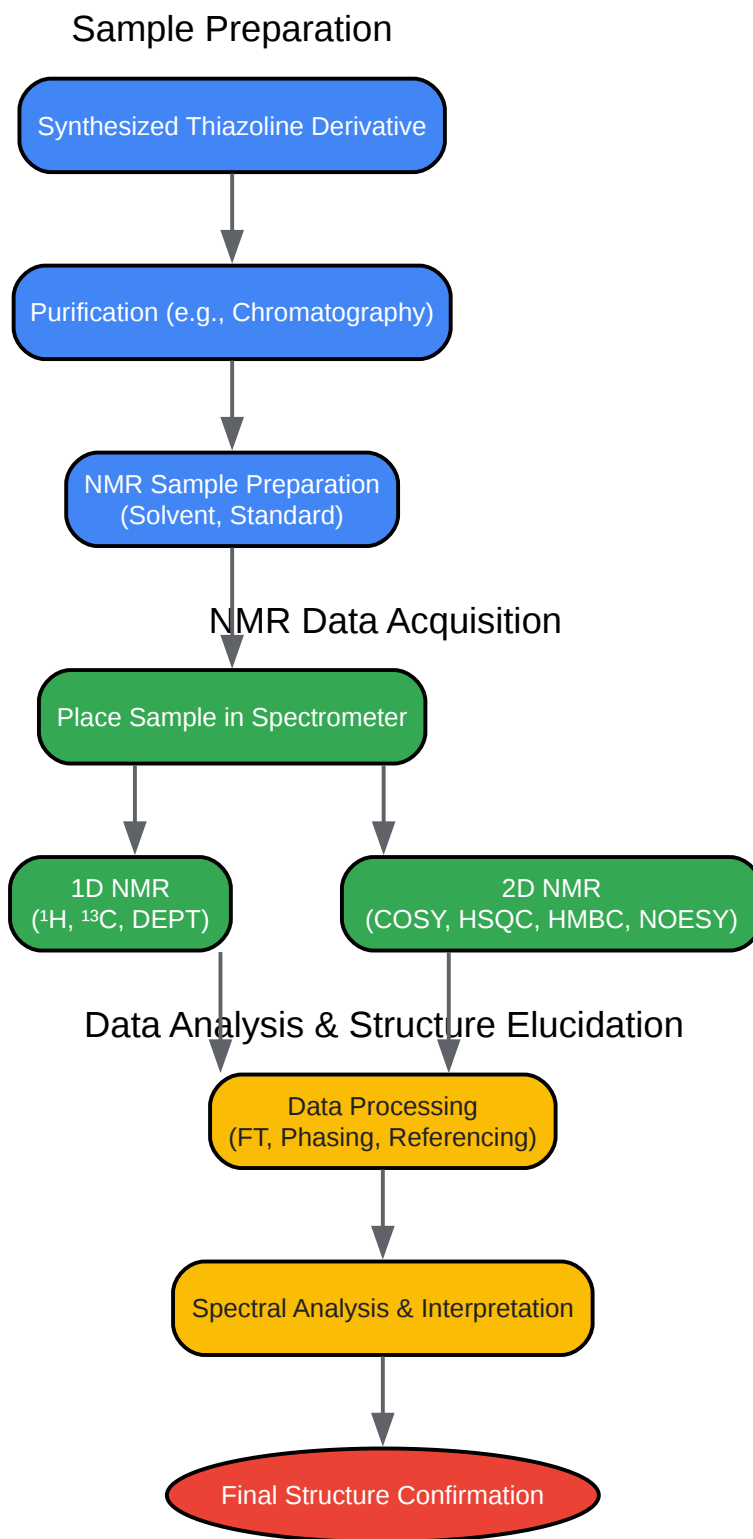 Sample Preparation
Synthesized Thiazoline Derivative
Purification (e.g., Chromatography)
NMR Sample Preparation
(Solvent, Standard)
NMR Data Acquisition
Place Sample in Spectrometer
1D NMR
(¹H, ¹³C, DEPT)
2D NMR
(COSY, HSQC, HMBC, NOESY)
Data Analysis & Structure Elucidation
Data Processing
(FT, Phasing, Referencing)
Spectral Analysis & Interpretation
Final Structure Confirmation